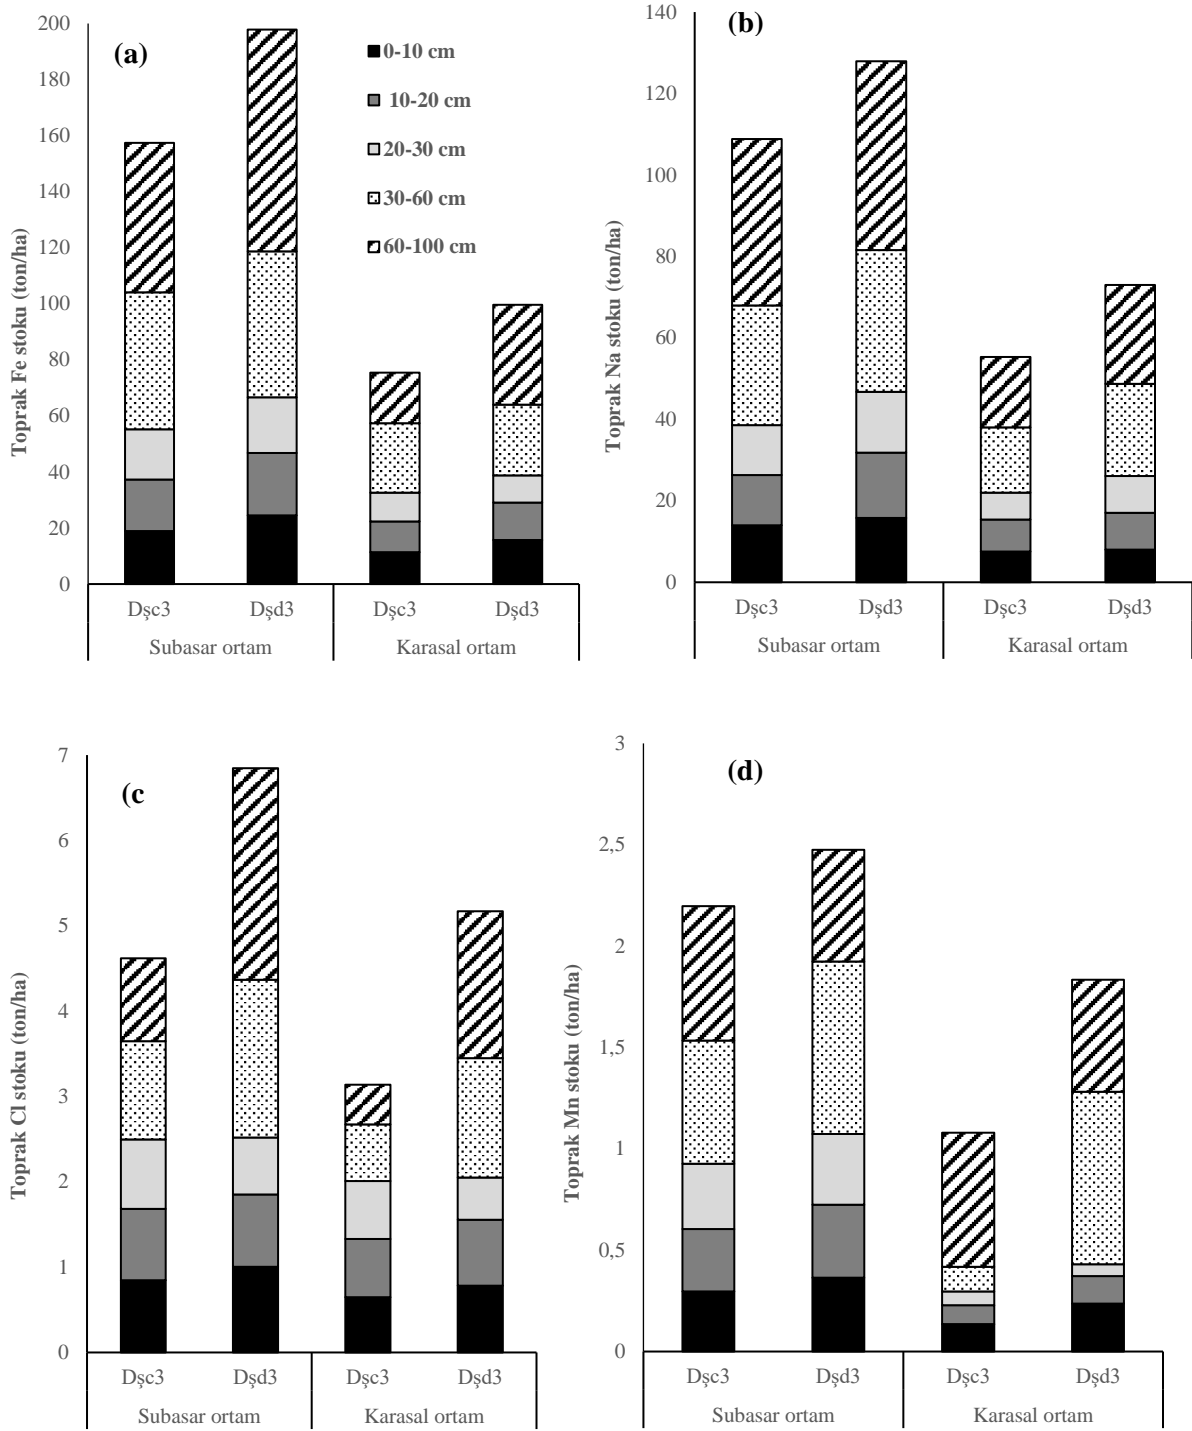 (a)
0-10 cm
10-20 cm
20-30 cm
30-60 cm
60-100 cm
Toprak Fe stoku (ton/ha)
200
180
160
140
120
100
80
60
40
20
0
Dşc3 Dşd3 Dşc3 Dşd3
Subasar ortam Karasal ortam
(b)
Toprak Na stoku (ton/ha)
140
120
100
80
60
40
20
0
Dşc3 Dşd3 Dşc3 Dşd3
Subasar ortam Karasal ortam
(c
Toprak Cl stoku (ton/ha)
7
6
5
4
3
2
1
0
Dşc3 Dşd3 Dşc3 Dşd3
Subasar ortam Karasal ortam
(d)
Toprak Mn stoku (ton/ha)
3
2,5
2
1,5
1
0,5
0
Dşc3 Dşd3 Dşc3 Dşd3
Subasar ortam Karasal ortam